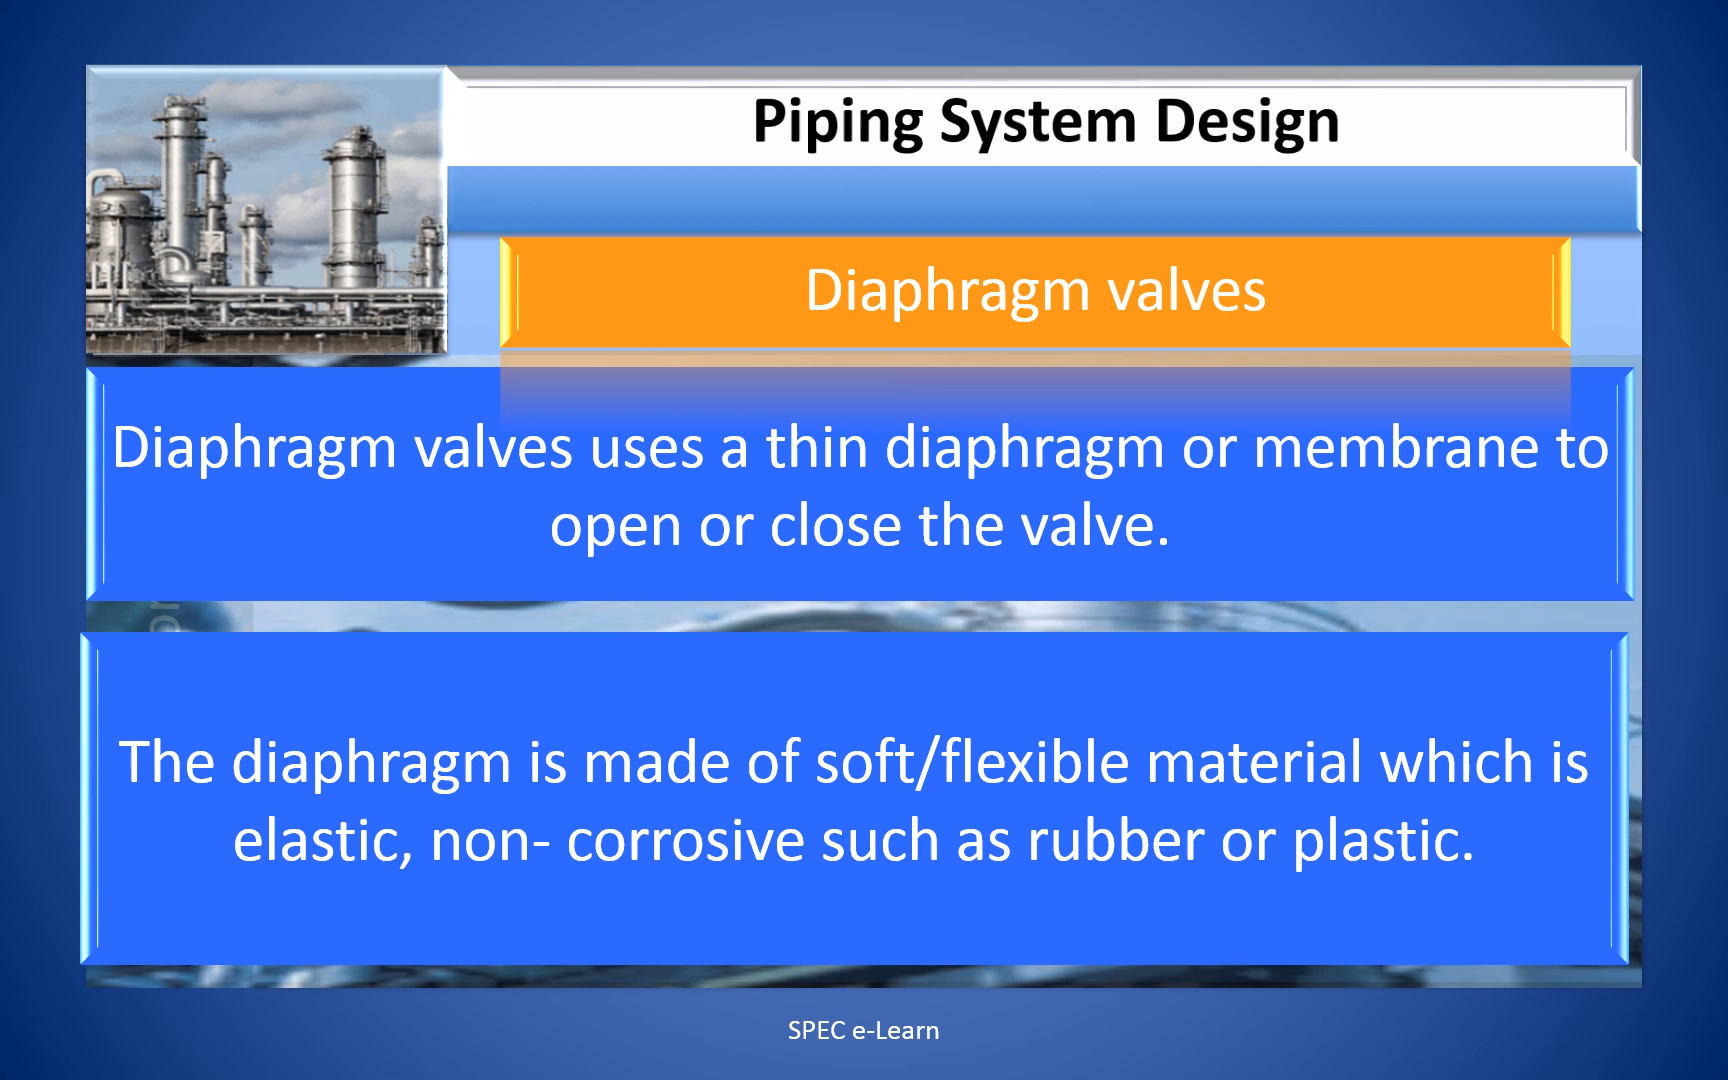 Piping System Design
Diaphragm valves
Diaphragm valves uses a thin diaphragm or membrane to
open or close the valve.
The diaphragm is made of soft/flexible material which is
elastic, non- corrosive such as rubber or plastic.
SPEC e-Learn